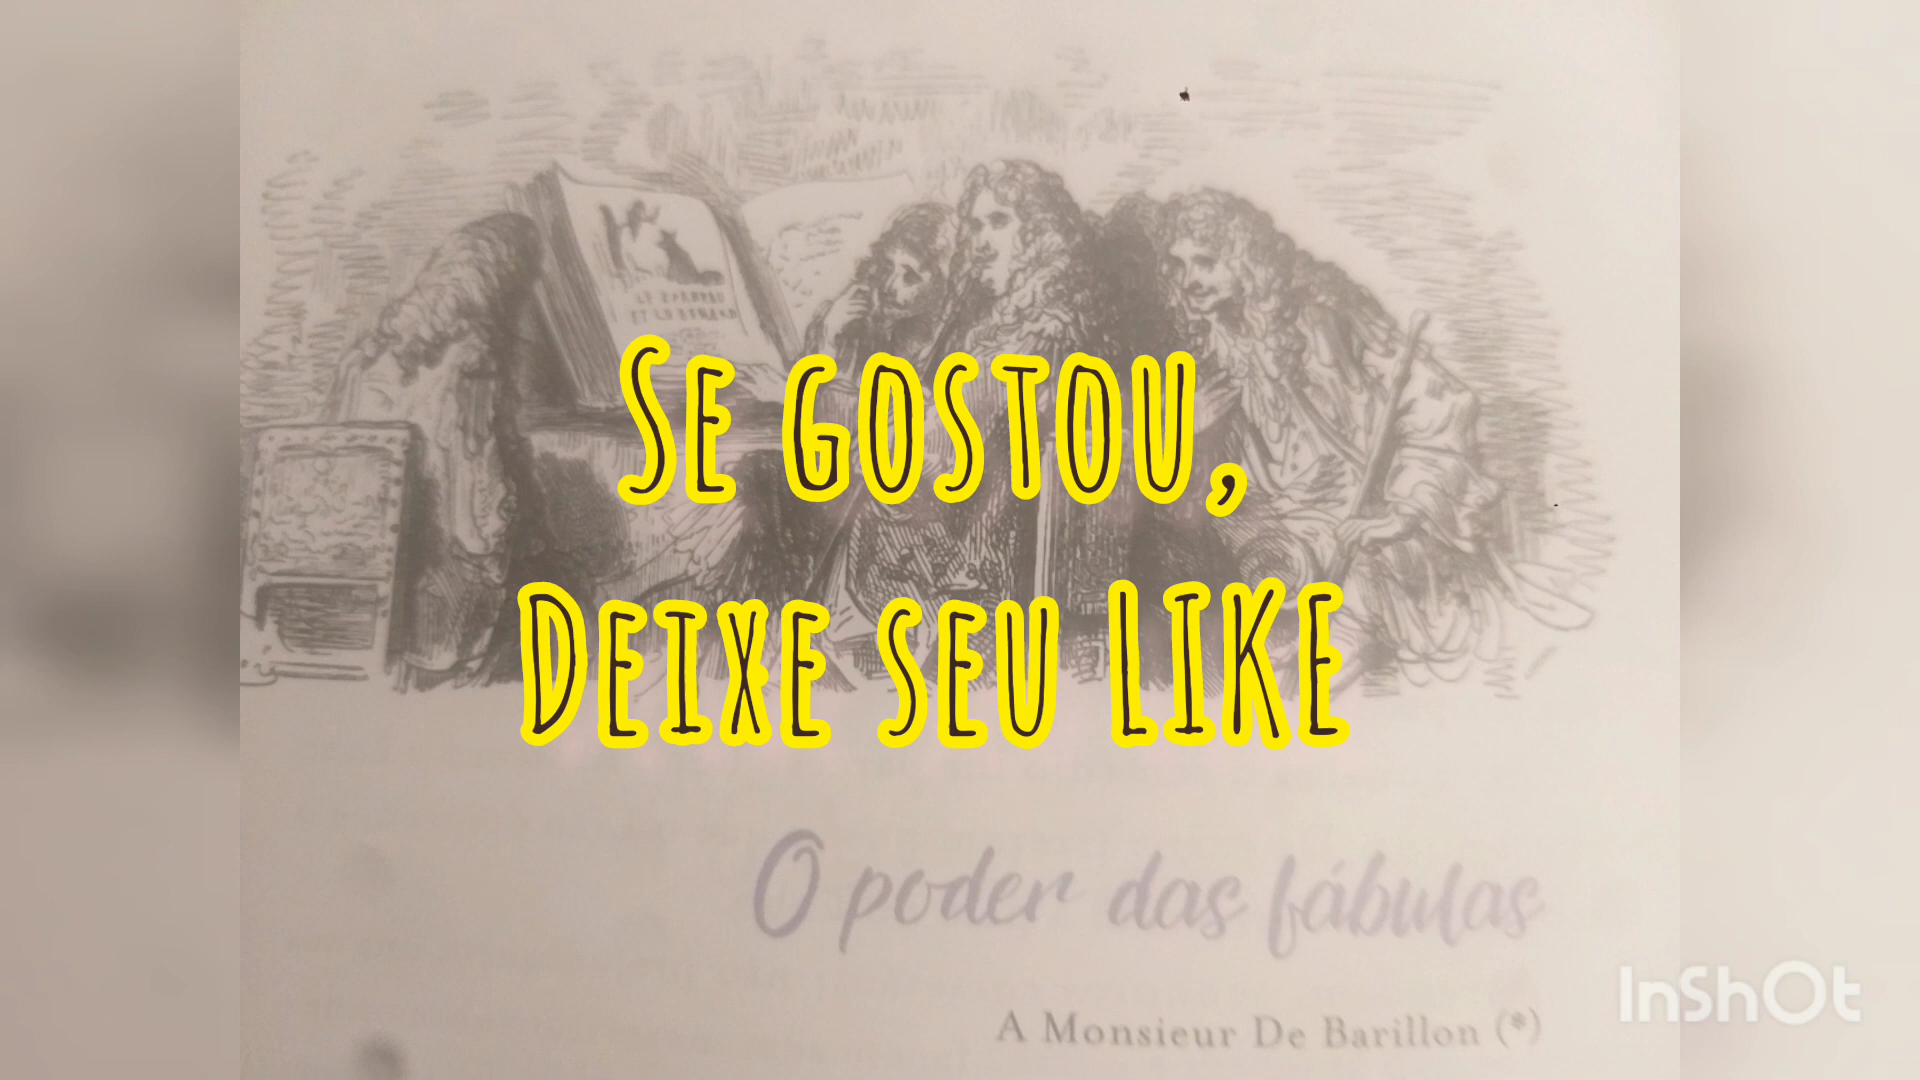 Se gostou,
Deixe seu LIKE
O poder das fábulas
A Monsieur De Barillon (*)
InShOt